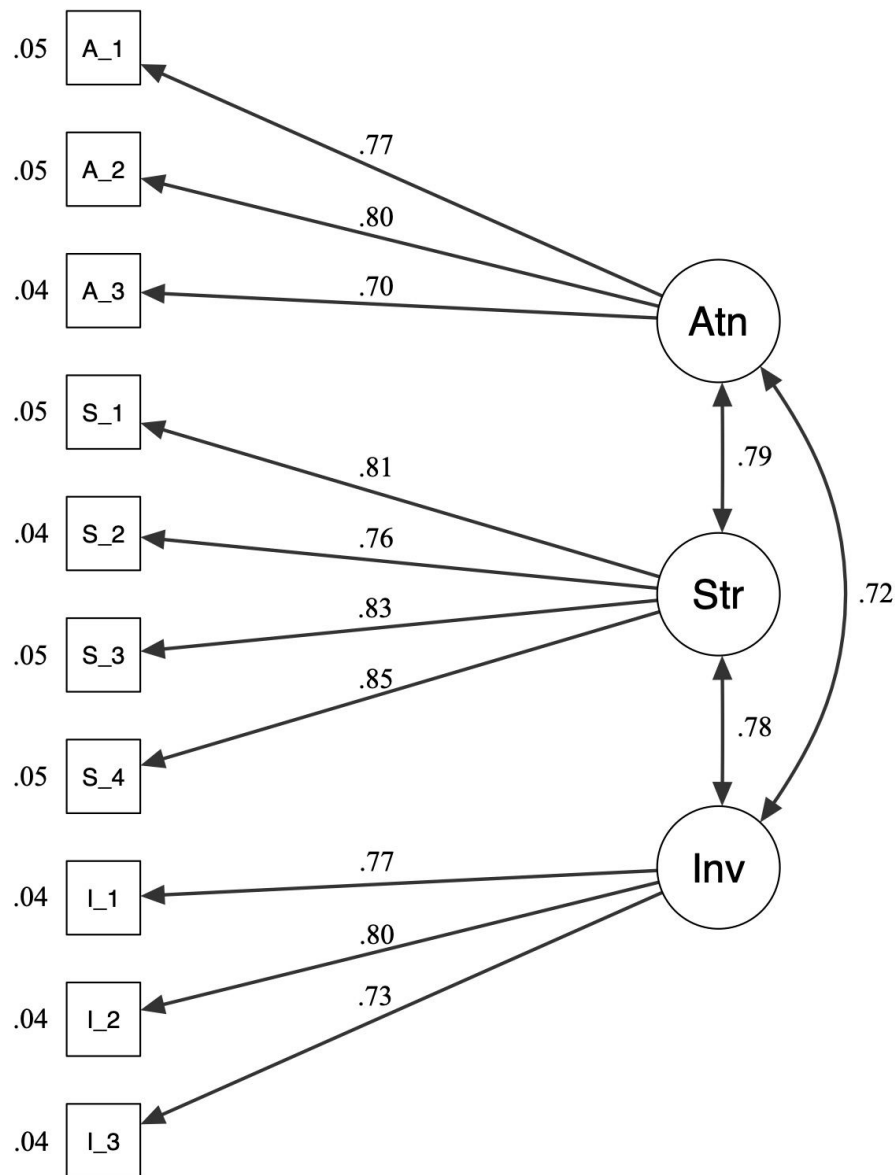 .05 A_1
.77
.05 A_2
.80
.04 A_3
.70
Atn
.05 S_1
.79
.81
.04 S_2
.76
Str
.72
.83
.05 S_3
.85
.78
.05 S_4
.77
Inv
.04 I_1
.80
.73
.04 I_2
.04 I_3